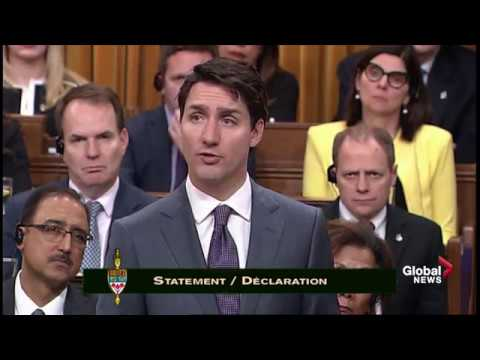 Global
NEWS
STATEMENT / DÉCLARATION